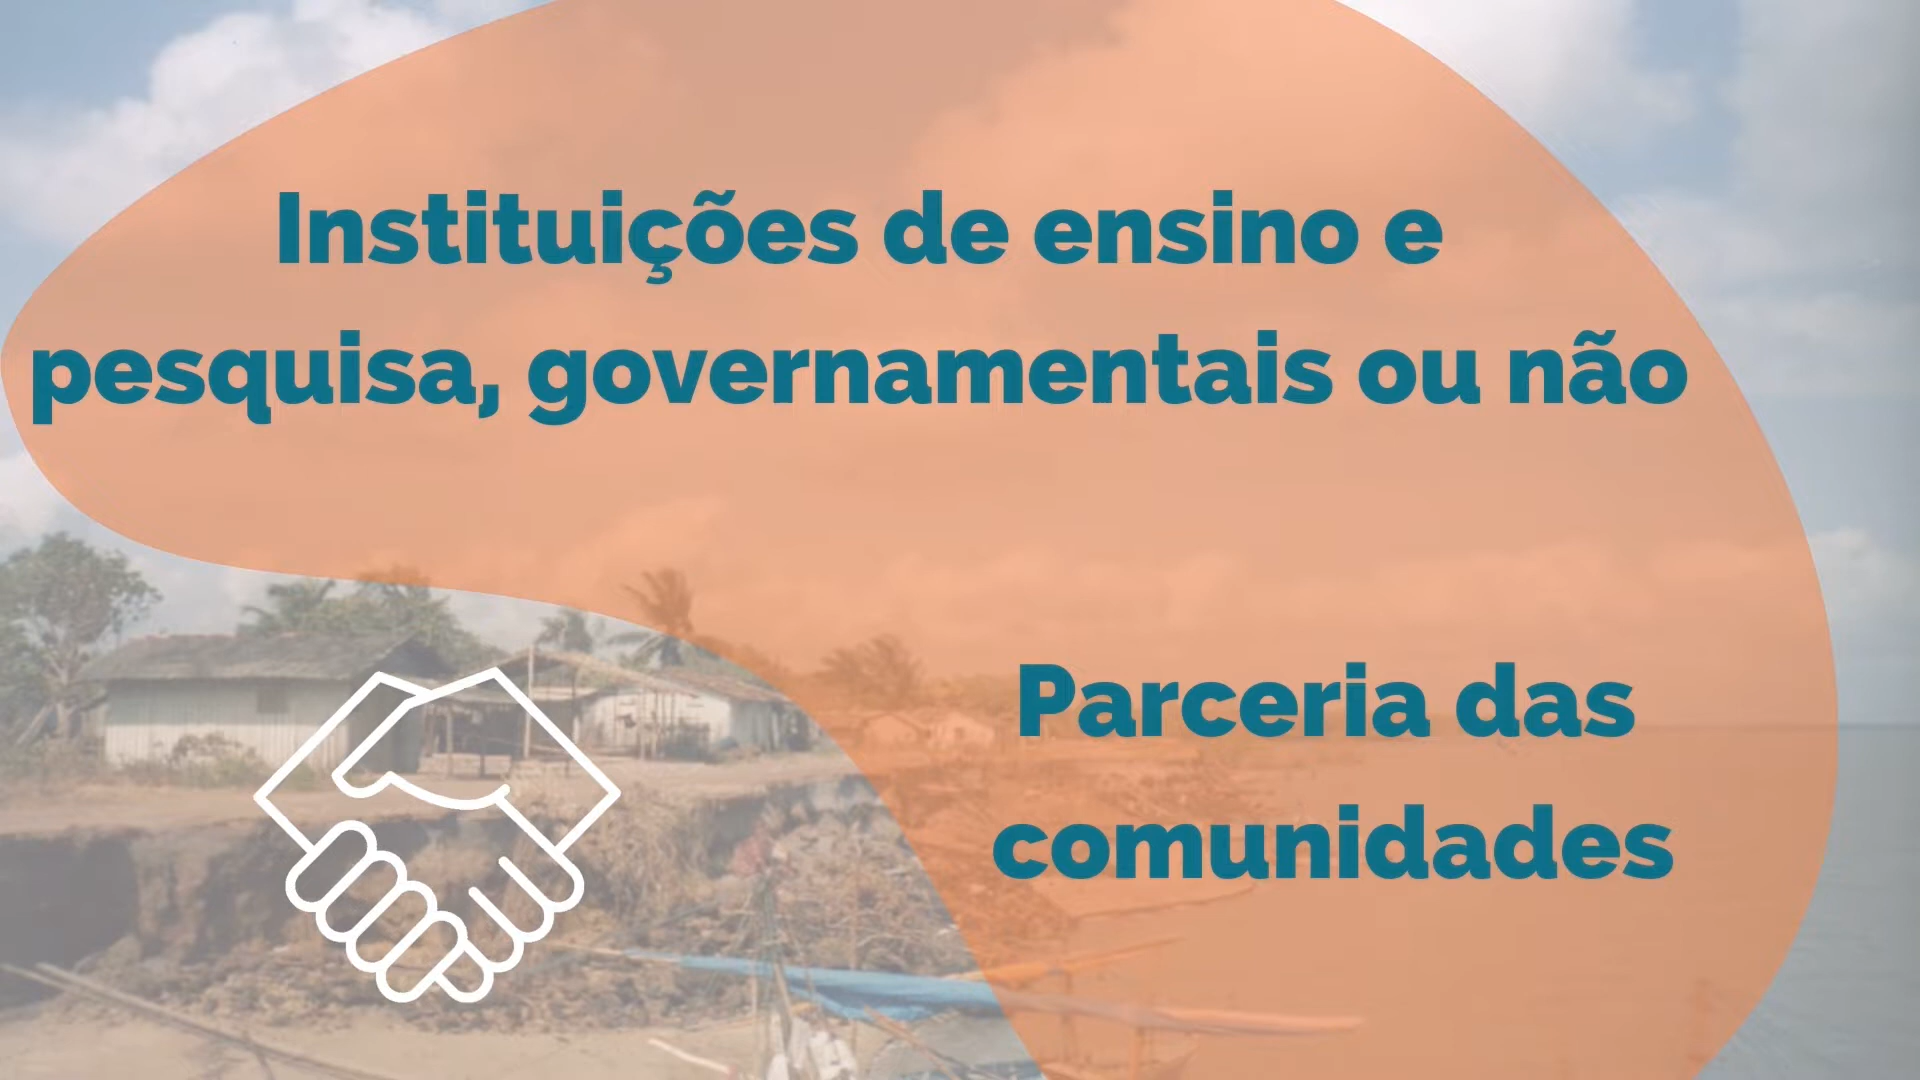 Instituições de ensino e
pesquisa, governamentais ou não
Parceria das
comunidades